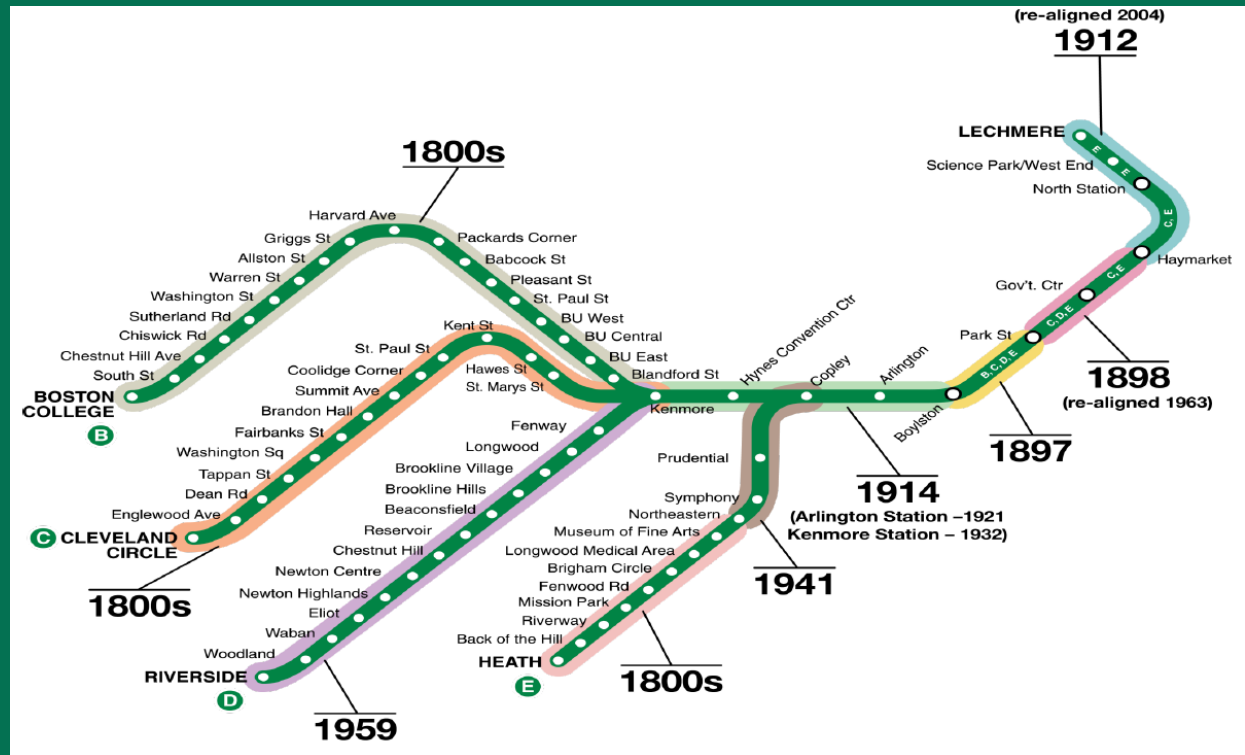 (re-aligned 2004)
1912
LECHMERE
E
Science Park/West End
E
North Station
C, E
Haymarket
C, E
Gov't. Ctr
C, D, E
Park St
B, C, D, E
1898
(re-aligned 1963)
1897
Boylston
Arlington
Copley
Hynes Convention Ctr
Kenmore
1914
(Arlington Station –1921
Kenmore Station – 1932)
1800s
Harvard Ave
Griggs St
Packards Corner
Allston St
Babcock St
Warren St
Pleasant St
Washington St
St. Paul St
Sutherland Rd
BU West
Chiswick Rd
BU Central
Chestnut Hill Ave
BU East
South St
Blandford St
BOSTON
COLLEGE
B
Kent St
St. Paul St
Hawes St
Coolidge Corner
St. Marys St
Summit Ave
Brandon Hall
Fairbanks St
Washington Sq
Tappan St
Dean Rd
Englewood Ave
C CLEVELAND
CIRCLE
1800s
Fenway
Longwood
Brookline Village
Brookline Hills
Beaconsfield
Reservoir
Chestnut Hill
Newton Centre
Newton Highlands
Eliot
Waban
Woodland
RIVERSIDE
D
1959
Prudential
Symphony
Northeastern
Museum of Fine Arts
Longwood Medical Area
Brigham Circle
Fenwood Rd
Mission Park
Riverway
Back of the Hill
HEATH
E
1941
1800s